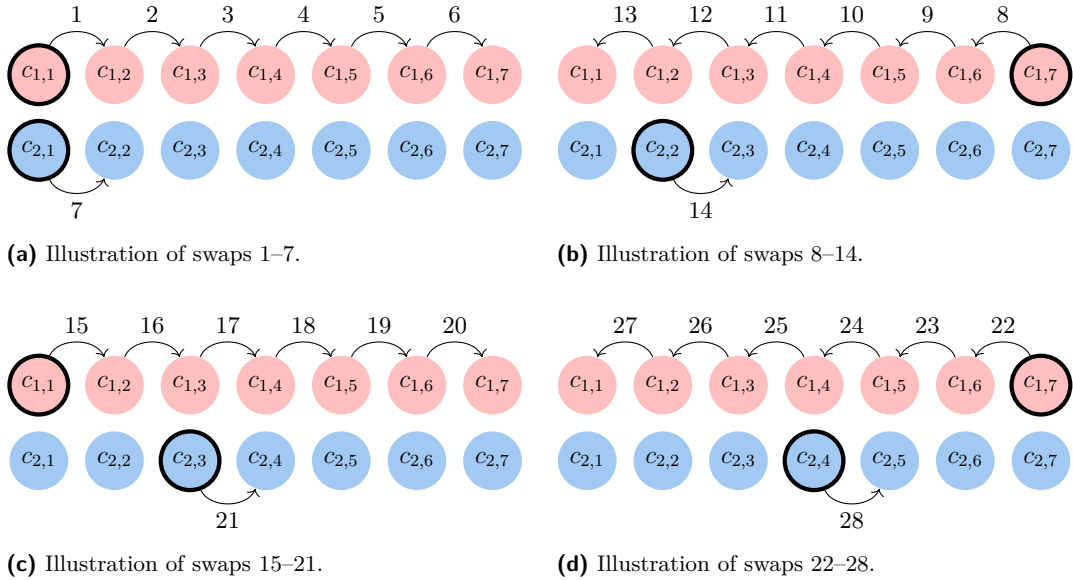 1 2 3 4 5 6
c1,1 c1,2 c1,3 c1,4 c1,5 c1,6 c1,7
c2,1 c2,2 c2,3 c2,4 c2,5 c2,6 c2,7
7
(a) Illustration of swaps 1–7.
13 12 11 10 9 8
c1,1 c1,2 c1,3 c1,4 c1,5 c1,6 c1,7
c2,1 c2,2 c2,3 c2,4 c2,5 c2,6 c2,7
14
(b) Illustration of swaps 8–14.
15 16 17 18 19 20
c1,1 c1,2 c1,3 c1,4 c1,5 c1,6 c1,7
c2,1 c2,2 c2,3 c2,4 c2,5 c2,6 c2,7
21
(c) Illustration of swaps 15–21.
27 26 25 24 23 22
c1,1 c1,2 c1,3 c1,4 c1,5 c1,6 c1,7
c2,1 c2,2 c2,3 c2,4 c2,5 c2,6 c2,7
28
(d) Illustration of swaps 22–28.